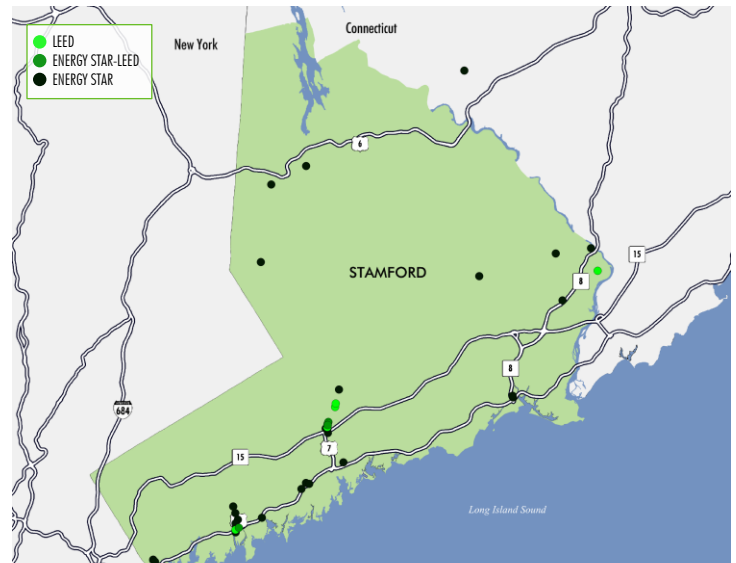 Connecticut
New York
LEED
ENERGY STAR-LEED
ENERGY STAR
6
15
8
STAMFORD
8
684
7
15
Long Island Sound